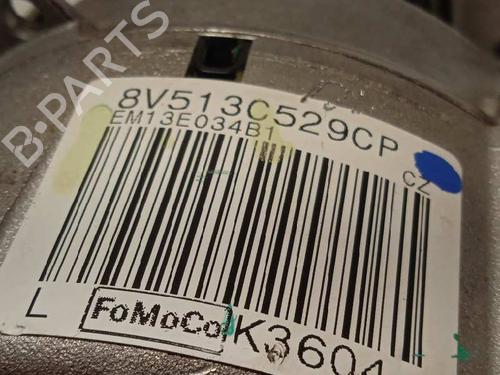 B-PARTS
8V513C529CP
EM13E034B1
CZ
L FoMoCo K3604